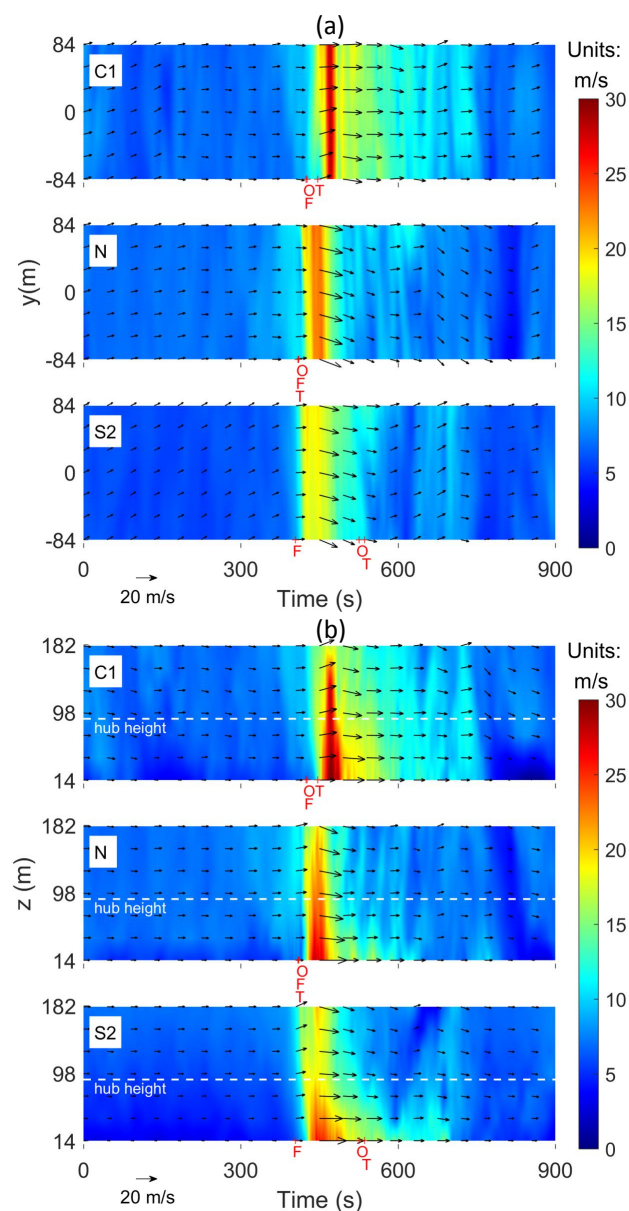 (a)
Units:
m/s
84
C1
0
-84
O T
F
84
N
y(m)
0
-84
O
F
T
84
S2
0
-84
F
O
T
0
300
600
900
20 m/s
Time (s)
30
25
20
15
10
5
0
(b)
Units:
m/s
182
C1
98
hub height
14
O T
F
182
N
z (m)
98
hub height
14
O
F
T
182
S2
98
hub height
14
F
O
T
0
300
600
900
20 m/s
Time (s)
30
25
20
15
10
5
0